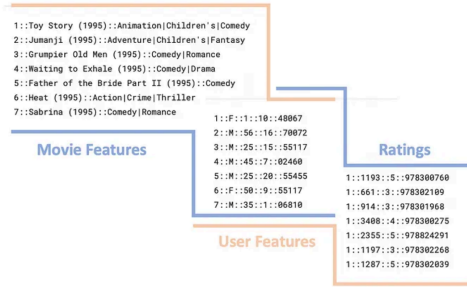 1::Toy Story (1995)::Animation|Children's|Comedy
2::Jumanji (1995)::Adventure|Children's|Fantasy
3::Grumpier Old Men (1995)::Comedy|Romance
4::Waiting to Exhale (1995)::Comedy|Drama
5::Father of the Bride Part II (1995)::Comedy
6::Heat (1995)::Action|Crime|Thriller
7::Sabrina (1995)::Comedy|Romance
Movie Features
1::F::1::10::48067
2::M::56::16::70072
3::M::25::15::55117
4::M::45::7::02460
5::M::25::20::55455
6::F::50::9::55117
7::M::35::1::06810
User Features
Ratings
1::1193::5::978300760
1::661::3::978302109
1::914::3::978301968
1::3408::4::978300275
1::2355::5::978824291
1::1197::3::978302268
1::1287::5::978302039